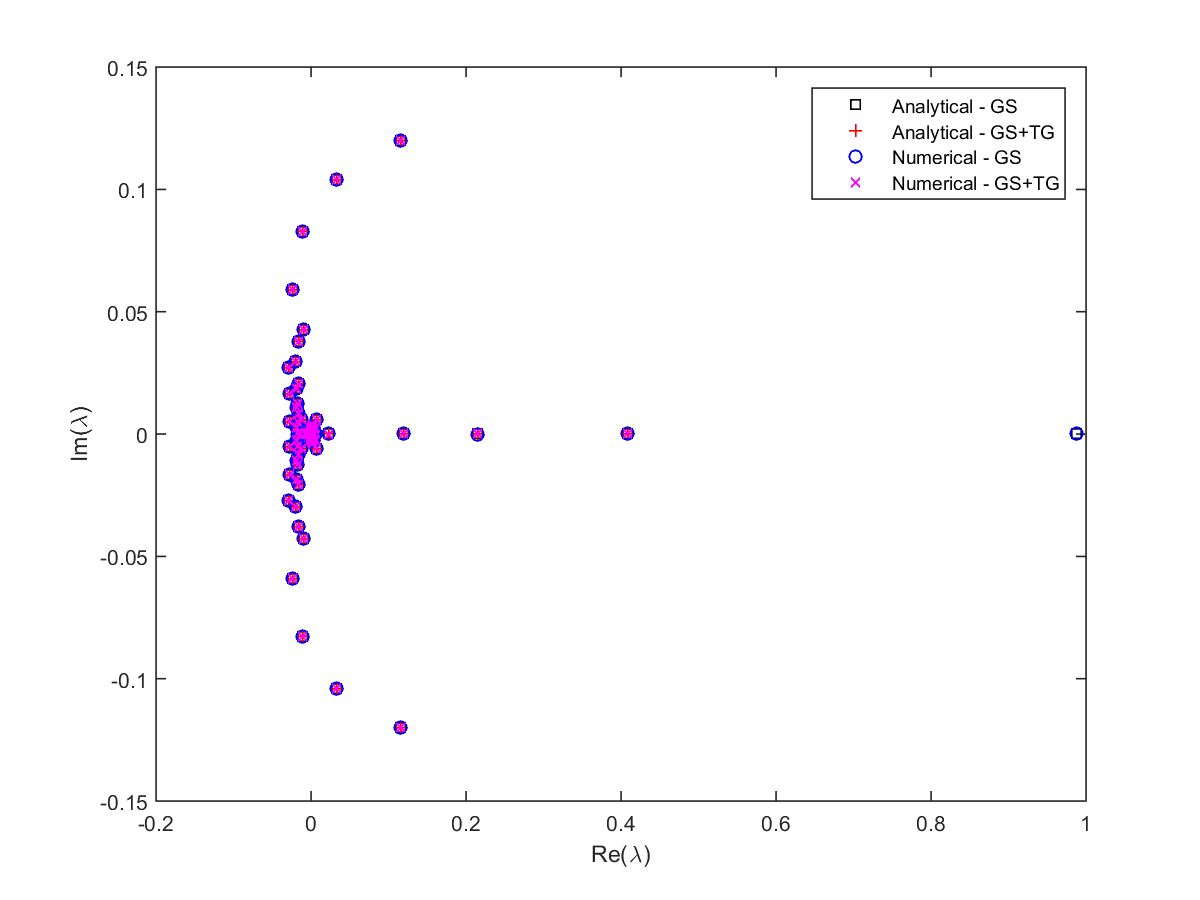 0.15
0.1
0.05
0
-0.05
-0.1
-0.15
Im(λ)
-0.2
0
0.2
0.4
0.6
0.8
1
Re(λ)
Analytical - GS
Analytical - GS+TG
Numerical - GS
Numerical - GS+TG